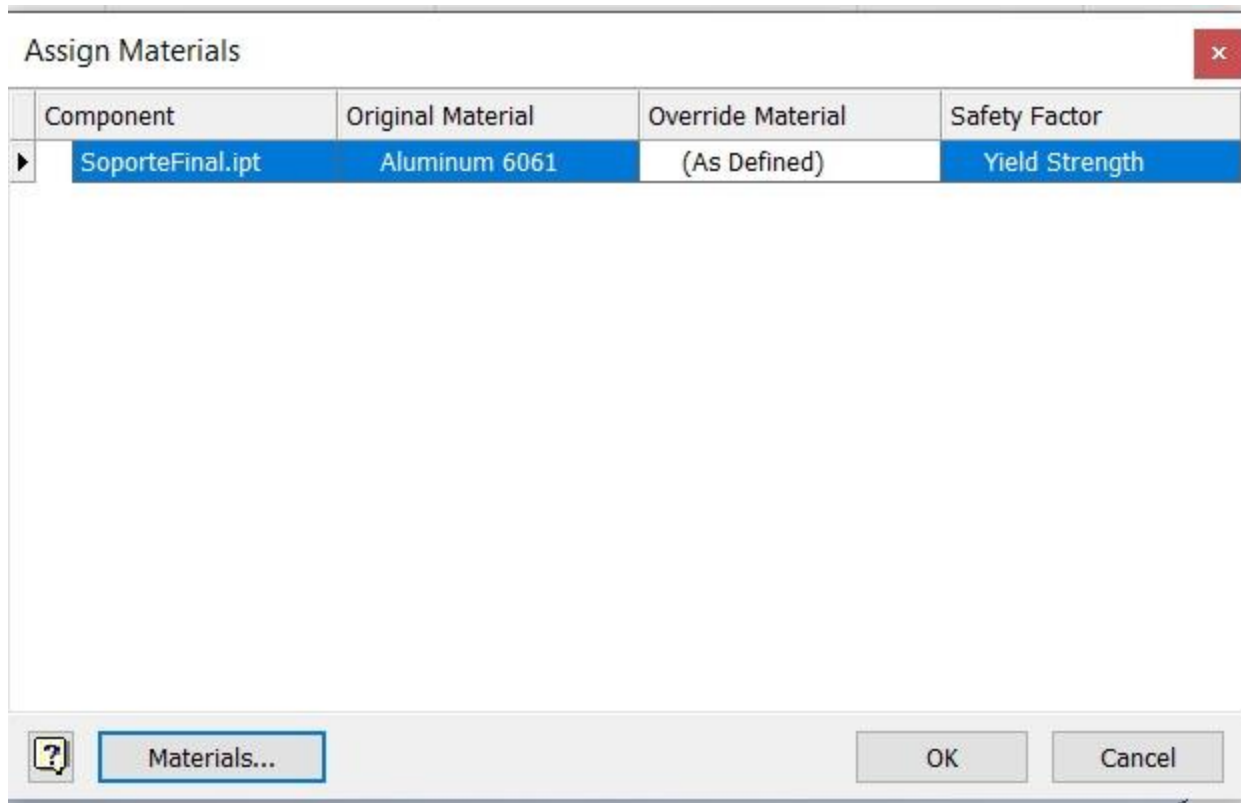 Assign Materials
Component Original Material Override Material Safety Factor
SoporteFinal.ipt Aluminum 6061 (As Defined) Yield Strength
Materials... OK Cancel